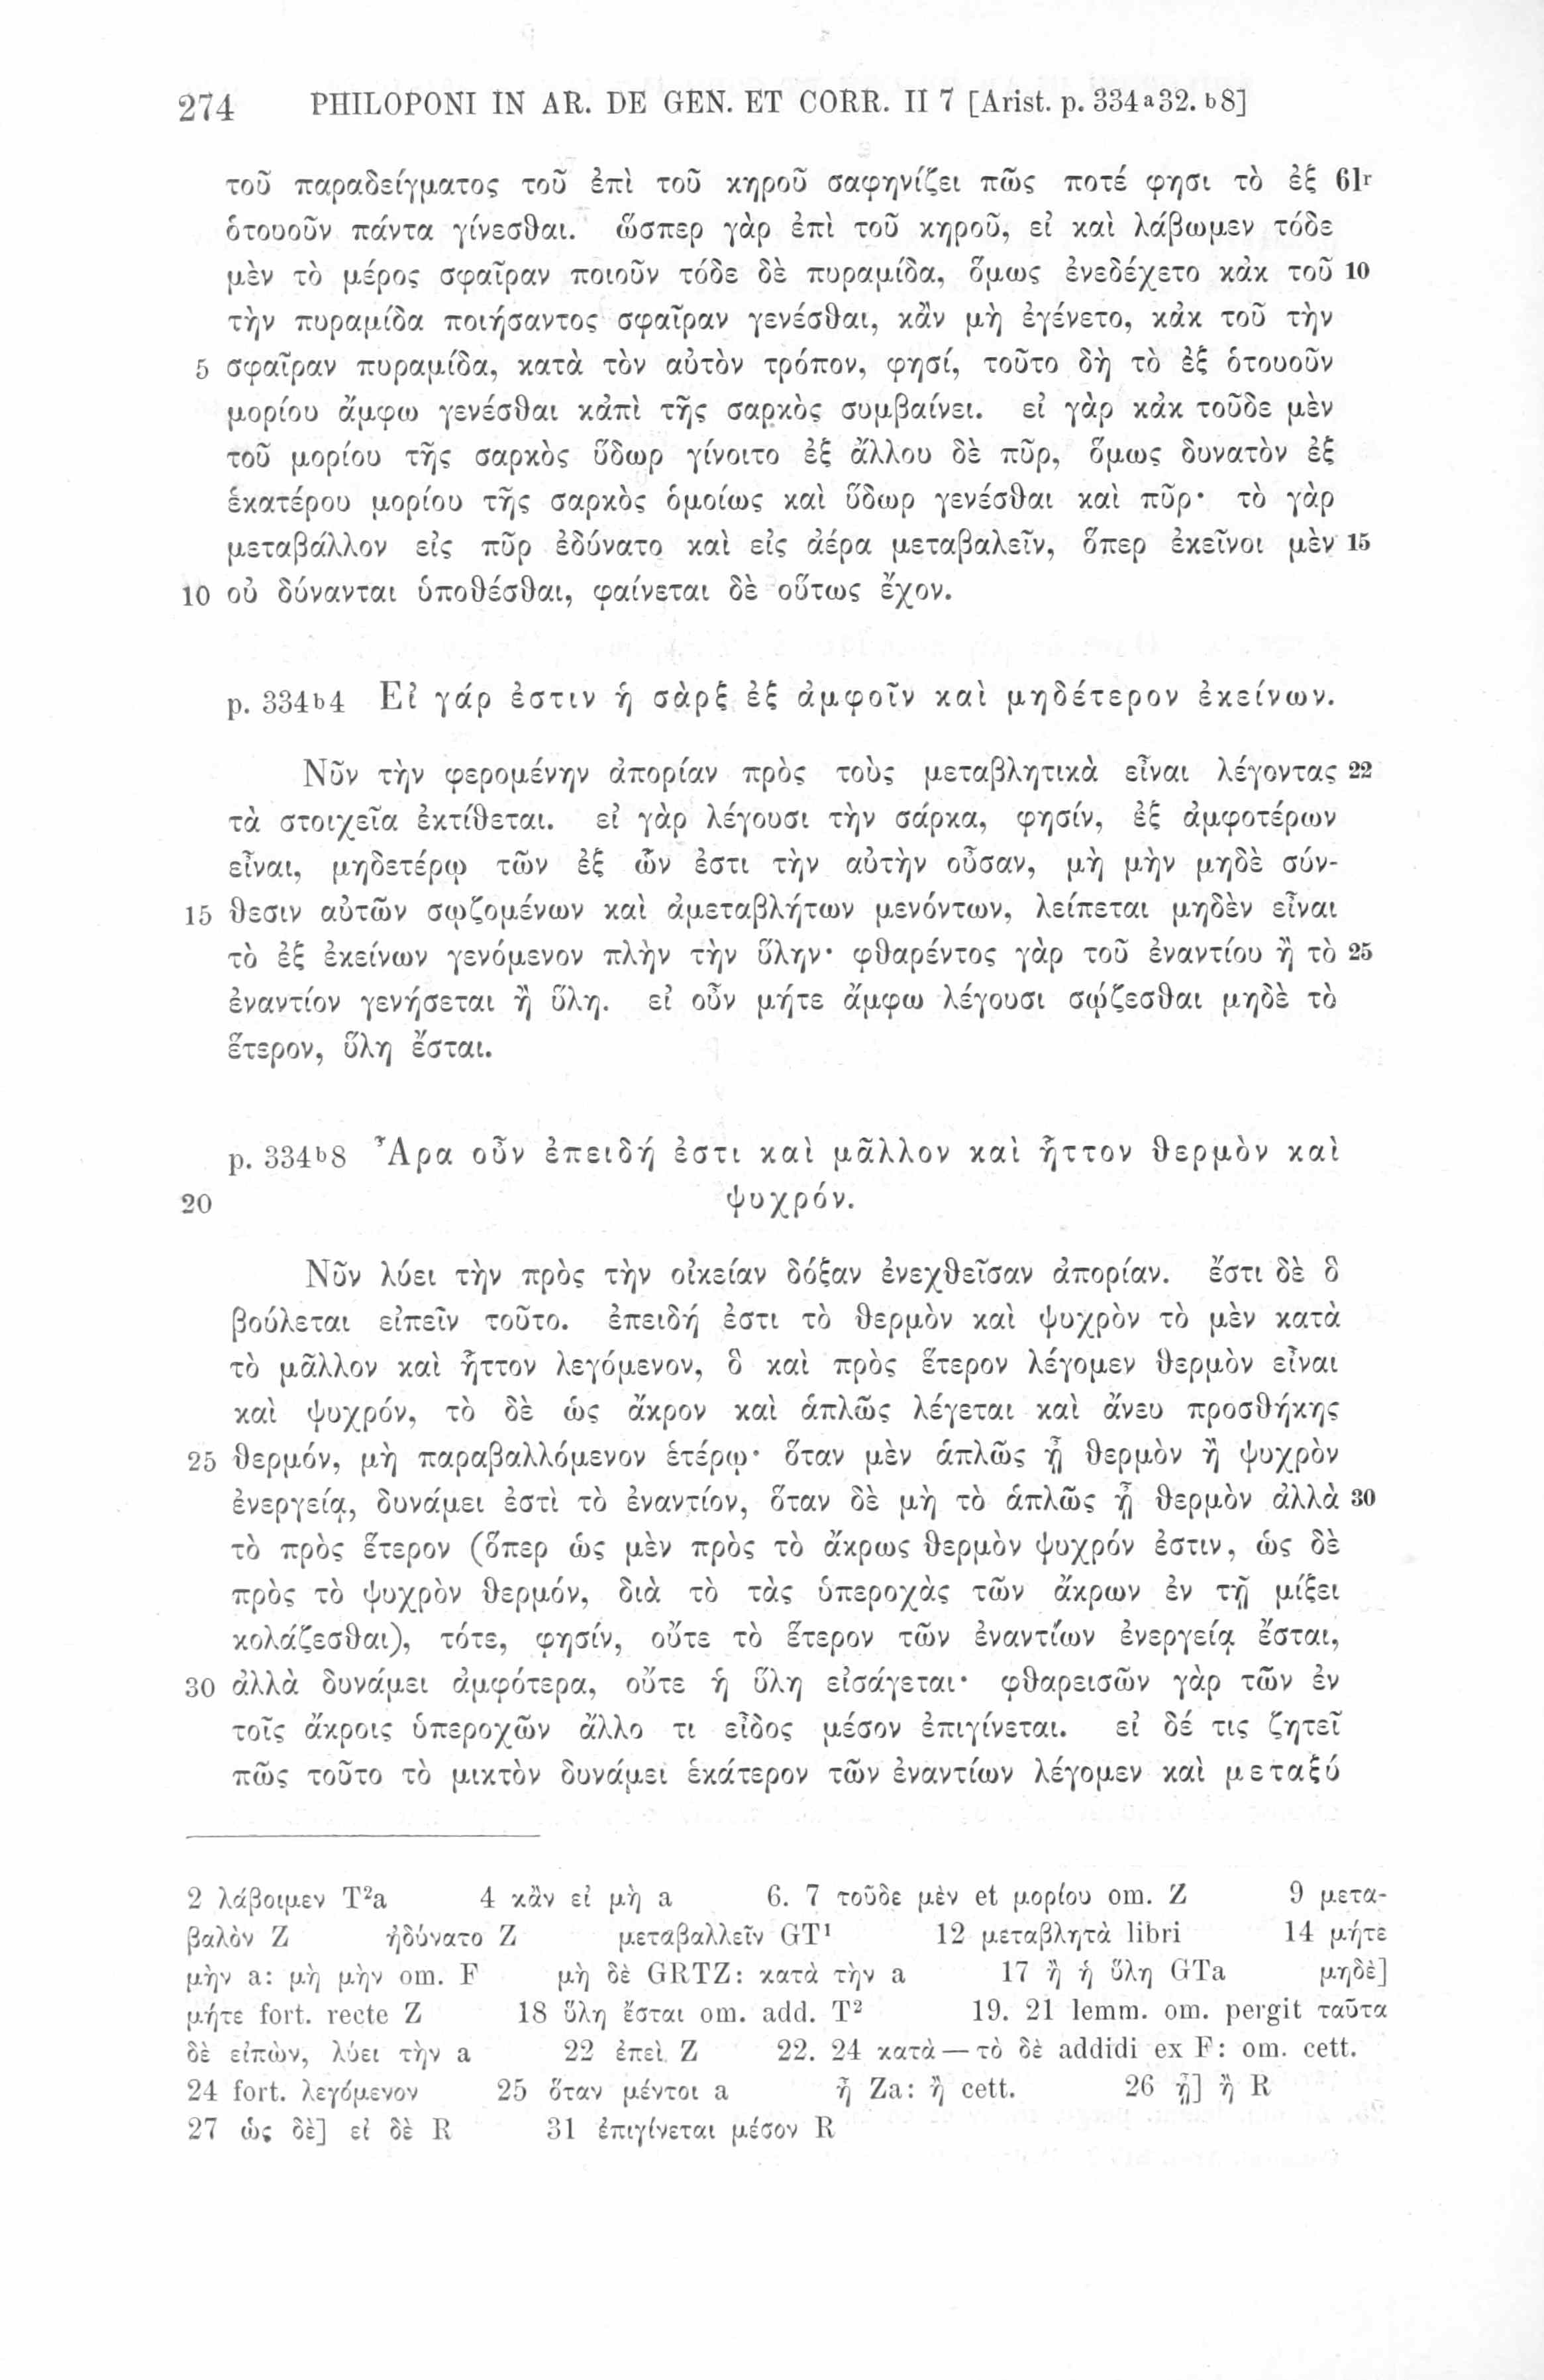 274 PHILOPONI IN AR. DE GEN. ET CORR. II 7 [Arist. p. 334a32. b8]
τοῦ παραδείγματος τοῦ ἐπὶ τοῦ κηροῦ σαφηνίζει πῶς ποτέ φησι τὸ ἐξ 61r
ὁτουοῦν πάντα γίνεσθαι. ὥσπερ γὰρ ἐπὶ τοῦ κηροῦ, εἰ καὶ λάβωμεν τόδε
μὲν τὸ μέρος σφαῖραν ποιοῦν τόδε δὲ πυραμίδα, ὅμως ἐνεδέχετο κἀκ τοῦ 10
τὴν πυραμίδα ποιήσαντος σφαῖραν γενέσθαι, κἂν μὴ ἐγένετο, κἀκ τοῦ τὴν
5 σφαῖραν πυραμίδα, κατὰ τὸν αὐτὸν τρόπον, φησί, τοῦτο δὴ τὸ ἐξ ὁτουοῦν
μορίου ἄμφω γενέσθαι κἀπὶ τῆς σαρκὸς συμβαίνει. εἰ γὰρ κἀκ τοῦδε μὲν
τοῦ μορίου τῆς σαρκὸς ὕδωρ γίνοιτο ἐξ ἄλλου δὲ πῦρ, ὅμως δυνατὸν ἐξ
ἑκατέρου μορίου τῆς σαρκὸς ὁμοίως καὶ ὕδωρ γενέσθαι καὶ πῦρ· τὸ γὰρ
μεταβάλλον εἰς πῦρ ἐδύνατο καὶ εἰς ἀέρα μεταβαλεῖν, ὅπερ ἐκεῖνοι μὲν 15
10 οὐ δύνανται ὑποθέσθαι, φαίνεται δὲ οὕτως ἔχον.
p. 334b4 Εἰ γάρ ἐστιν ἡ σὰρξ ἐξ ἀμφοῖν καὶ μηδέτερον ἐκείνων.
Νῦν τὴν φερομένην ἀπορίαν πρὸς τοὺς μεταβλητικὰ εἶναι λέγοντας 22
τὰ στοιχεῖα ἐκτίθεται. εἰ γὰρ λέγουσι τὴν σάρκα, φησίν, ἐξ ἀμφοτέρων
εἶναι, μηδετέρῳ τῶν ἐξ ὧν ἐστι τὴν αὐτὴν οὖσαν, μὴ μὴν μηδὲ σύν-
15 θεσιν αὐτῶν σῳζομένων καὶ ἀμεταβλήτων μενόντων, λείπεται μηδὲν εἶναι
τὸ ἐξ ἐκείνων γενόμενον πλὴν τὴν ὕλην· φθαρέντος γὰρ τοῦ ἐναντίου ἢ τὸ 25
ἐναντίον γενήσεται ἢ ὕλη. εἰ οὖν μήτε ἄμφω λέγουσι σῴζεσθαι μηδὲ τὸ
ἕτερον, ὕλη ἔσται.
p. 334b8 Ἆρα οὖν ἐπειδή ἐστι καὶ μᾶλλον καὶ ἧττον θερμὸν καὶ
20 ψυχρόν.
Νῦν λύει τὴν πρὸς τὴν οἰκείαν δόξαν ἐνεχθεῖσαν ἀπορίαν. ἔστι δὲ ὃ
βούλεται εἰπεῖν τοῦτο. ἐπειδή ἐστι τὸ θερμὸν καὶ ψυχρὸν τὸ μὲν κατὰ
τὸ μᾶλλον καὶ ἧττον λεγόμενον, ὃ καὶ πρὸς ἕτερον λέγομεν θερμὸν εἶναι
καὶ ψυχρόν, τὸ δὲ ὡς ἄκρον καὶ ἁπλῶς λέγεται καὶ ἄνευ προσθήκης
25 θερμόν, μὴ παραβαλλόμενον ἑτέρῳ· ὅταν μὲν ἁπλῶς ᾖ θερμὸν ἢ ψυχρὸν
ἐνεργείᾳ, δυνάμει ἐστὶ τὸ ἐναντίον, ὅταν δὲ μὴ τὸ ἁπλῶς ᾖ θερμὸν ἀλλὰ 30
τὸ πρὸς ἕτερον (ὅπερ ὡς μὲν πρὸς τὸ ἄκρως θερμὸν ψυχρόν ἐστιν, ὡς δὲ
πρὸς τὸ ψυχρὸν θερμόν, διὰ τὸ τὰς ὑπεροχὰς τῶν ἄκρων ἐν τῇ μίξει
κολάζεσθαι), τότε, φησίν, οὔτε τὸ ἕτερον τῶν ἐναντίων ἐνεργείᾳ ἔσται,
30 ἀλλὰ δυνάμει ἀμφότερα, οὔτε ἡ ὕλη εἰσάγεται· φθαρεισῶν γὰρ τῶν ἐν
τοῖς ἄκροις ὑπεροχῶν ἄλλο τι εἶδος μέσον ἐπιγίνεται. εἰ δέ τις ζητεῖ
πῶς τοῦτο τὸ μικτὸν δυνάμει ἑκάτερον τῶν ἐναντίων λέγομεν καὶ μεταξύ
2 λάβοιμεν T²a 4 κἂν εἰ μὴ a 6. 7 τοῦδε μὲν et μορίου om. Z 9 μετα-
βαλὸν Z ἠδύνατο Z μεταβαλλεῖν GT¹ 12 μεταβλητὰ libri 14 μήτε
μὴν a: μὴ μὴν om. F μὴ δὲ GRTZ: κατὰ τὴν a 17 ἢ ἡ ὕλη GTa μηδὲ]
μήτε fort. recte Z 18 ὕλη ἔσται om. add. T² 19. 21 lemm. om. pergit ταῦτα
δὲ εἰπὼν, λύει τὴν a 22 ἐπεὶ Z 22. 24 κατὰ — τὸ δὲ addidi ex F: om. cett.
24 fort. λεγόμενον 25 ὅταν μέντοι a ᾖ Za: ἢ cett. 26 ᾖ] ἢ R
27 ὡς δὲ] εἰ δὲ R 31 ἐπιγίνεται μέσον R